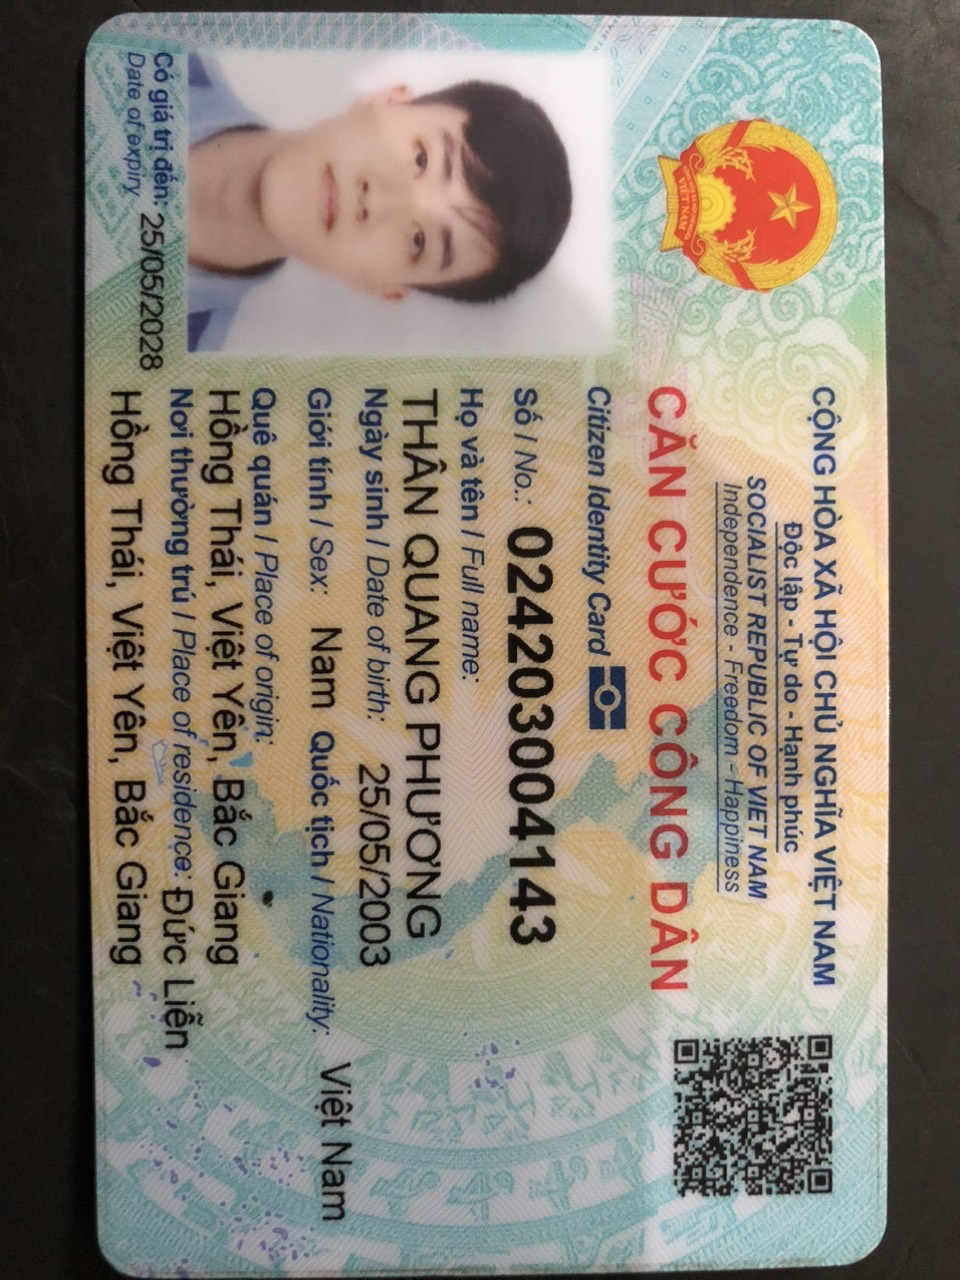 CỘNG HÒA XÃ HỘI CHỦ NGHĨA VIỆT NAM
Độc lập - Tự do - Hạnh phúc
SOCIALIST REPUBLIC OF VIET NAM
Independence - Freedom - Happiness
CĂN CƯỚC CÔNG DÂN
Citizen Identity Card
Số / No.: 024203004143
Họ và tên / Full name:
THÂN QUANG PHƯƠNG
Ngày sinh / Date of birth: 25/05/2003
Giới tính / Sex: Nam Quốc tịch / Nationality: Việt Nam
Quê quán / Place of origin:
Hồng Thái, Việt Yên, Bắc Giang
Nơi thường trú / Place of residence: Đức Liễn
Hồng Thái, Việt Yên, Bắc Giang
Có giá trị đến: 25/05/2028
Date of expiry
VIỆT NAM